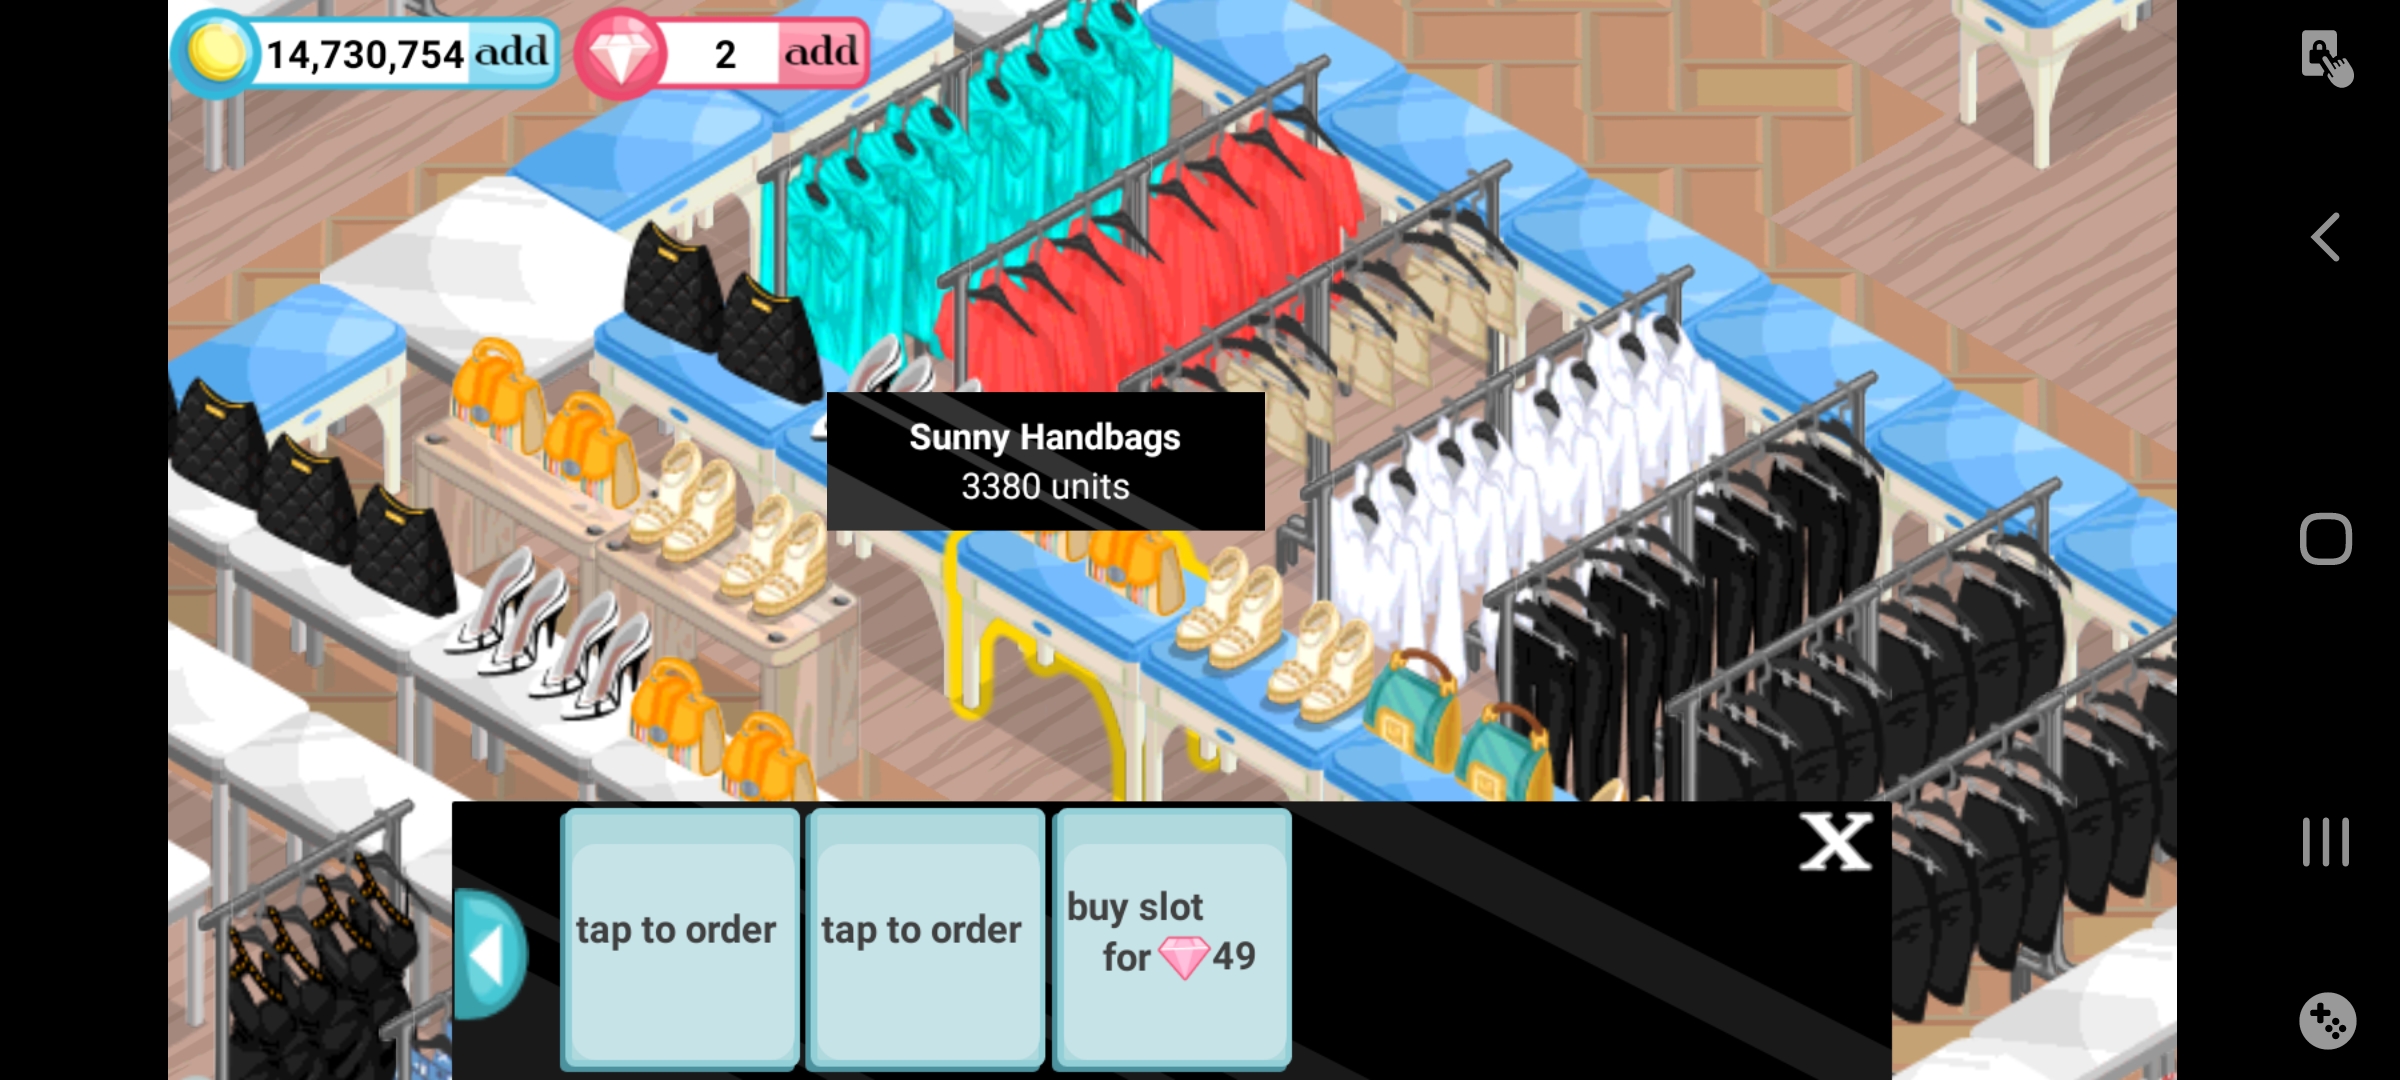 14,730,754 add
2 add
Sunny Handbags
3380 units
X
tap to order
tap to order
buy slot
for 49